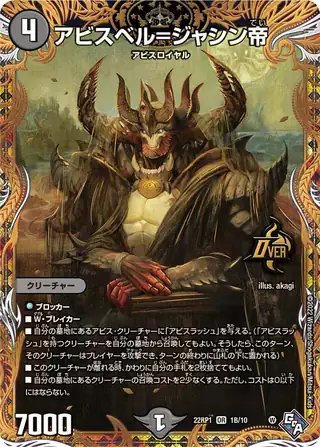 4
アビスベル=ジャシン帝
てい
アビスロイヤル
OVER
illus. akagi
クリーチャー
ブロッカー
■ W・ブレイカー
■ 自分の墓地にあるアビス・クリーチャーに「アビスラッシュ」を与える。(「アビスラッ
シュ」を持つクリーチャーを自分の墓地から召喚してもよい。そうしたら、このター
ン、そのクリーチャーはプレイヤーを攻撃でき、ターンの終わりに山札の下に置かれる)
■ このクリーチャーが離れる時、かわりに自分の手札を2枚捨ててもよい。
■ 自分の墓地にあるクリーチャーの召喚コストを2少なくする。ただし、コストは0以下
にはならない。
7000
22RP1 OR 1B/10